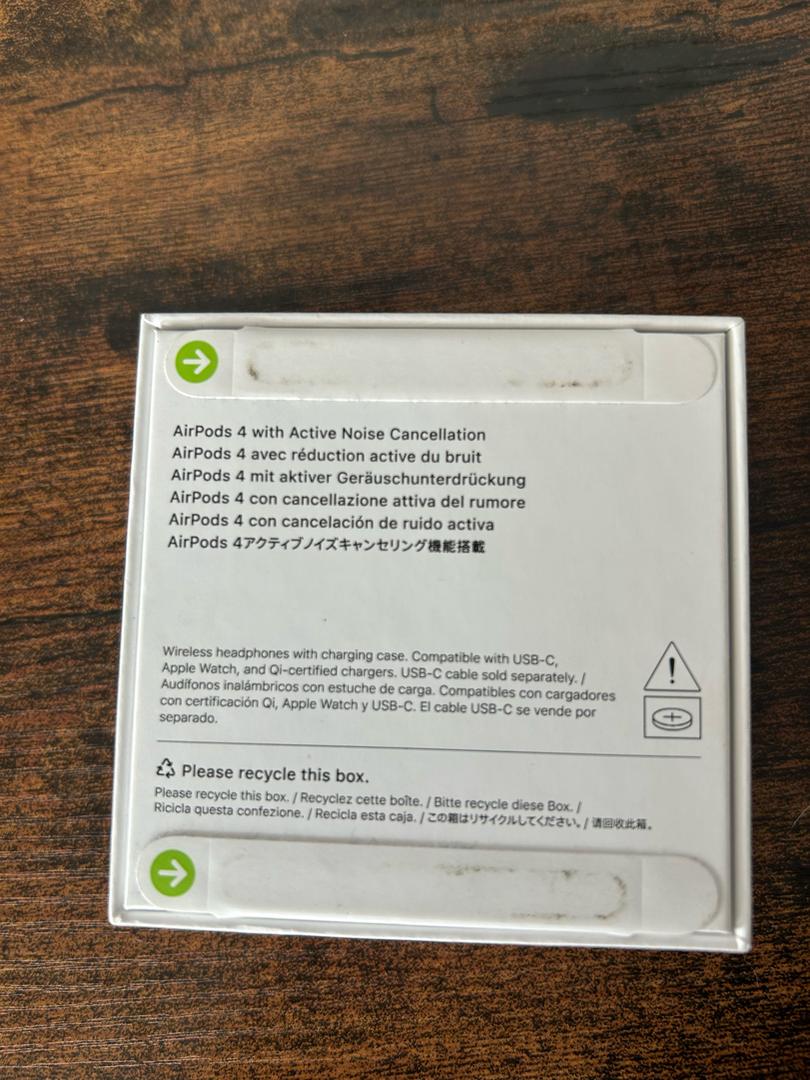 AirPods 4 with Active Noise Cancellation
AirPods 4 avec réduction active du bruit
AirPods 4 mit aktiver Geräuschunterdrückung
AirPods 4 con cancellazione attiva del rumore
AirPods 4 con cancelación de ruido activa
AirPods 4アクティブノイズキャンセリング機能搭載
Wireless headphones with charging case. Compatible with USB-C,
Apple Watch, and Qi-certified chargers. USB-C cable sold separately. /
Audífonos inalámbricos con estuche de carga. Compatibles con cargadores
con certificación Qi, Apple Watch y USB-C. El cable USB-C se vende por
separado.
Please recycle this box.
Please recycle this box. / Recyclez cette boîte. / Bitte recycle diese Box. /
Ricicla questa confezione. / Recicla esta caja. / この箱はリサイクルしてください。/ 请回收此箱。